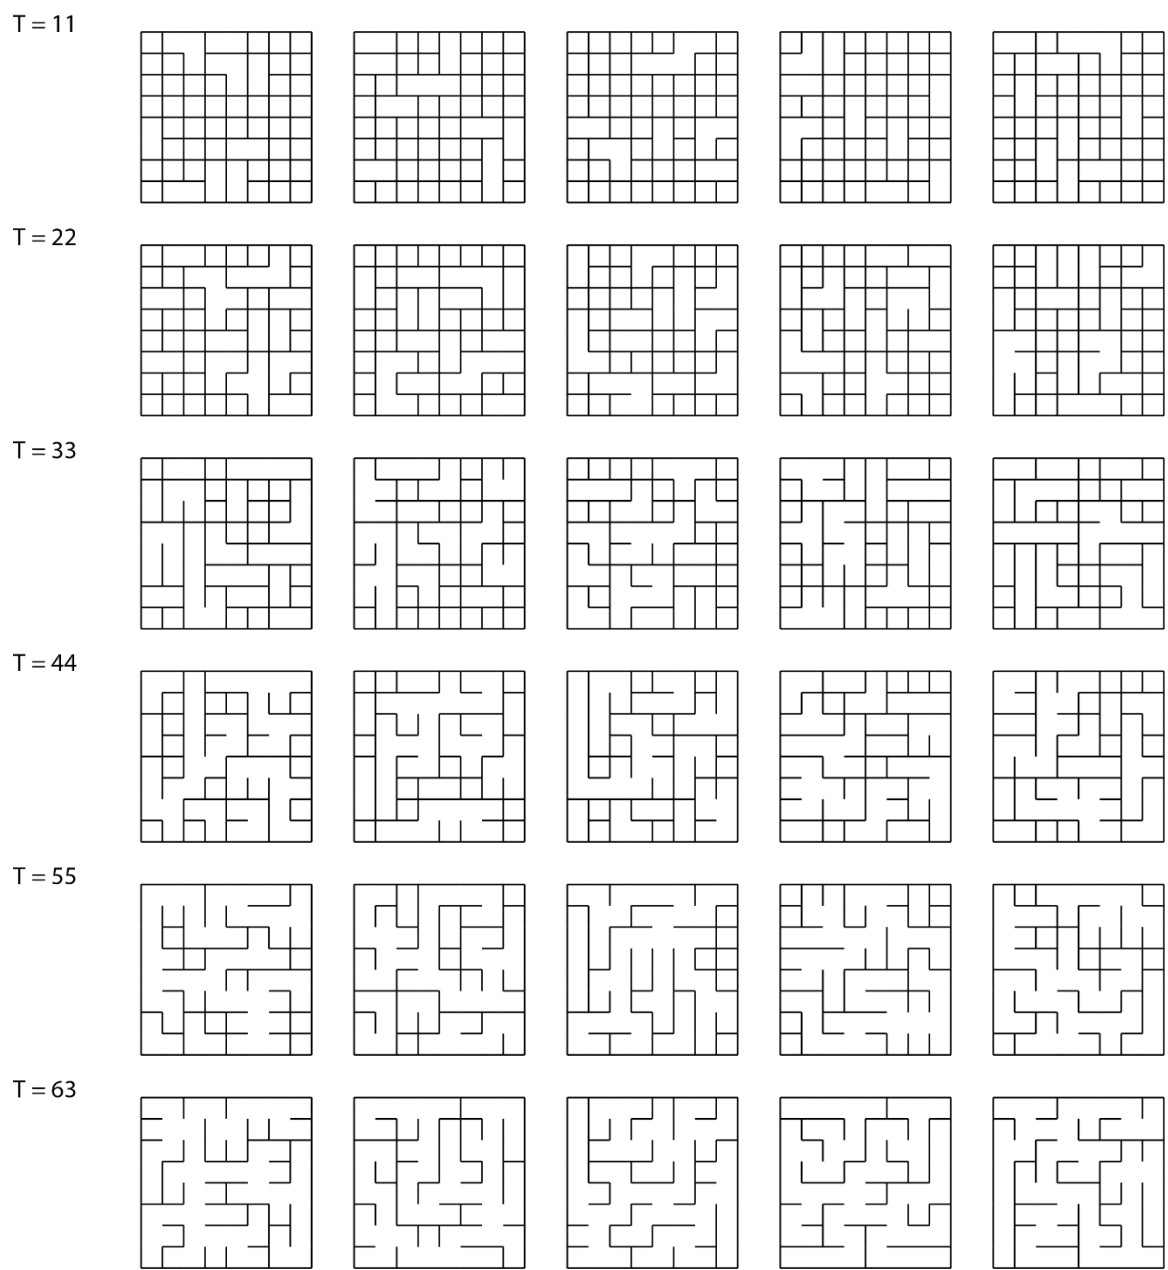 T = 11
T = 22
T = 33
T = 44
T = 55
T = 63